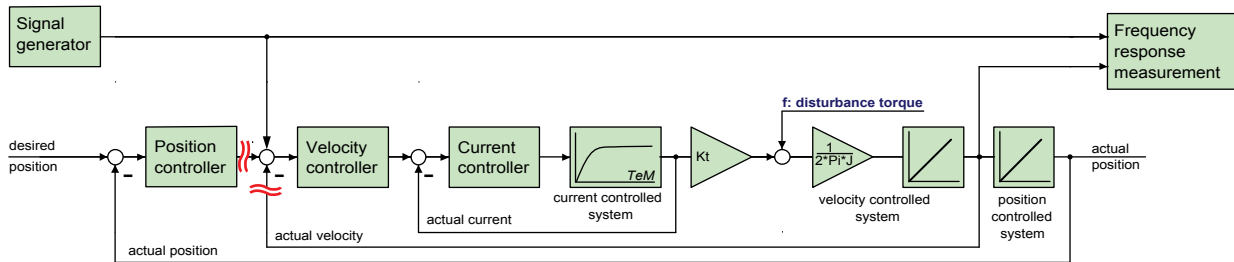 Signal
generator
Frequency
response
measurement
f: disturbance torque
desired
position
Position
controller
Velocity
controller
Current
controller
TeM
current controlled
system
Kt
1
2*Pi*J
velocity controlled
system
position
controlled
system
actual
position
actual current
actual velocity
actual position